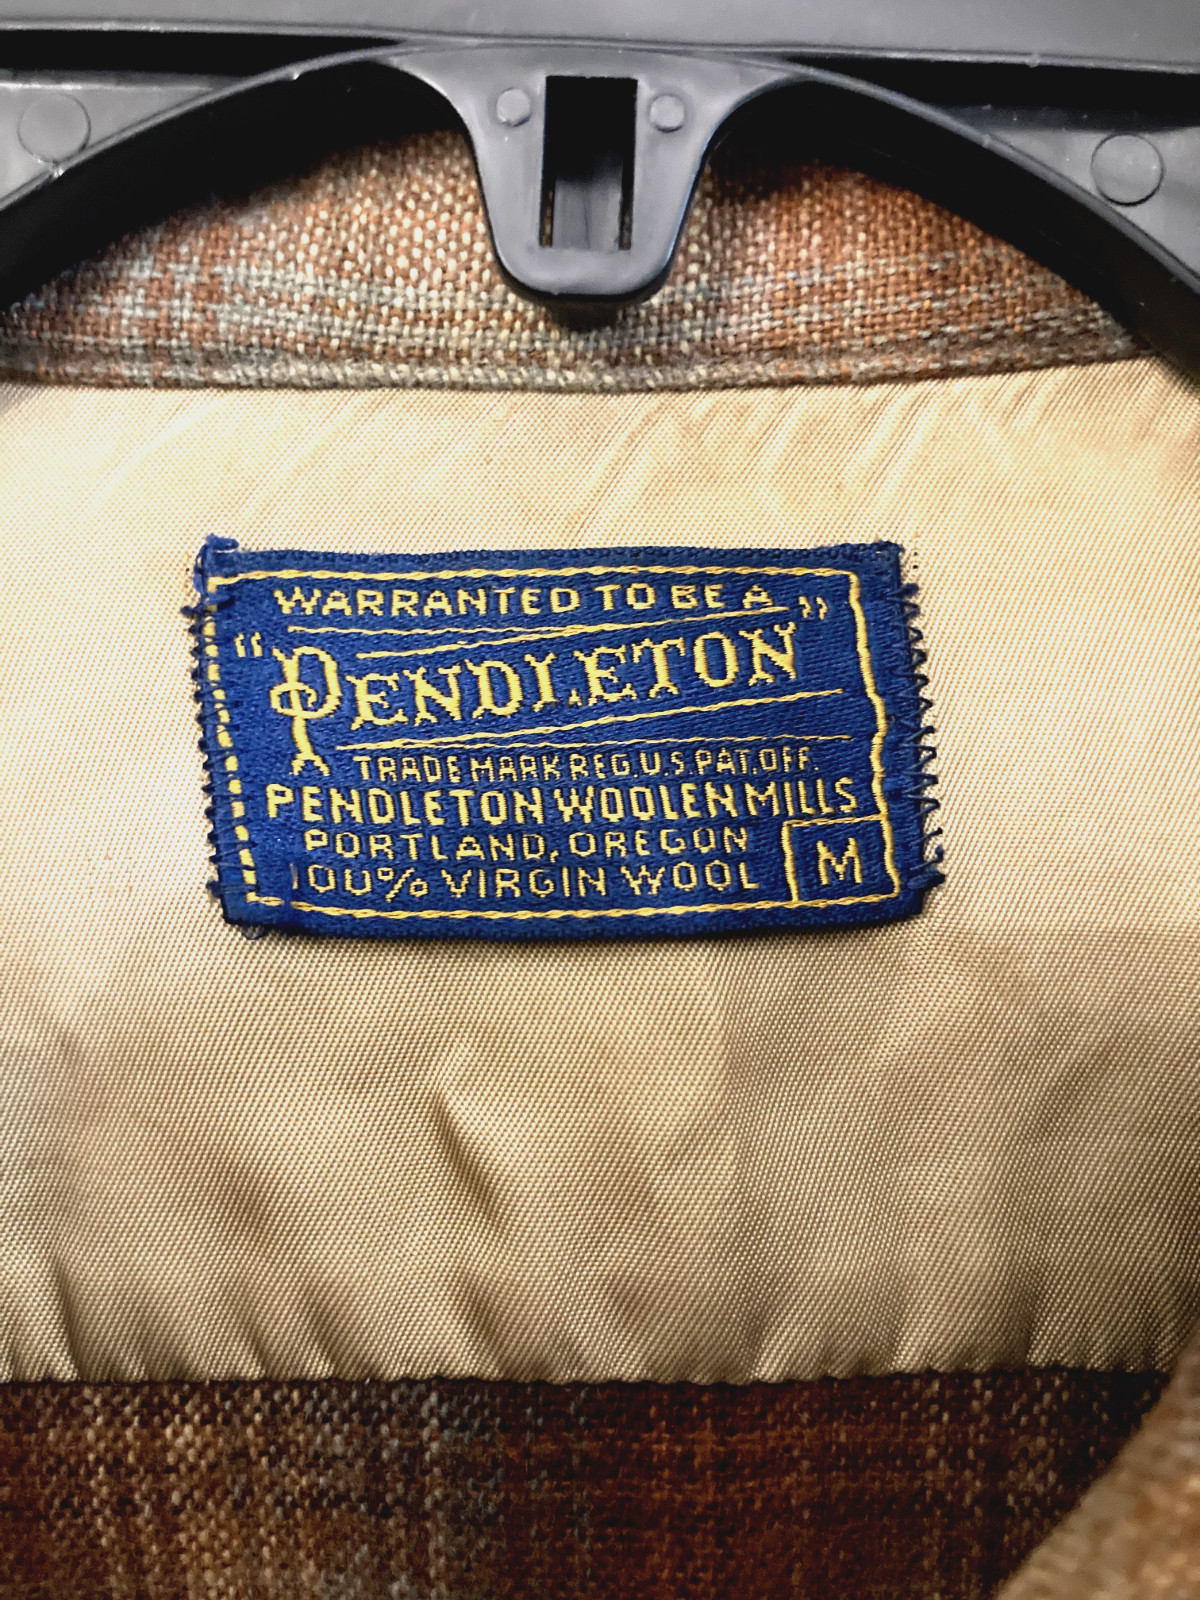 WARRANTED TO BE A
"PENDLETON"
TRADE MARK REG.U.S.PAT.OFF.
PENDLETON WOOLEN MILLS
PORTLAND, OREGON
100% VIRGIN WOOL
M